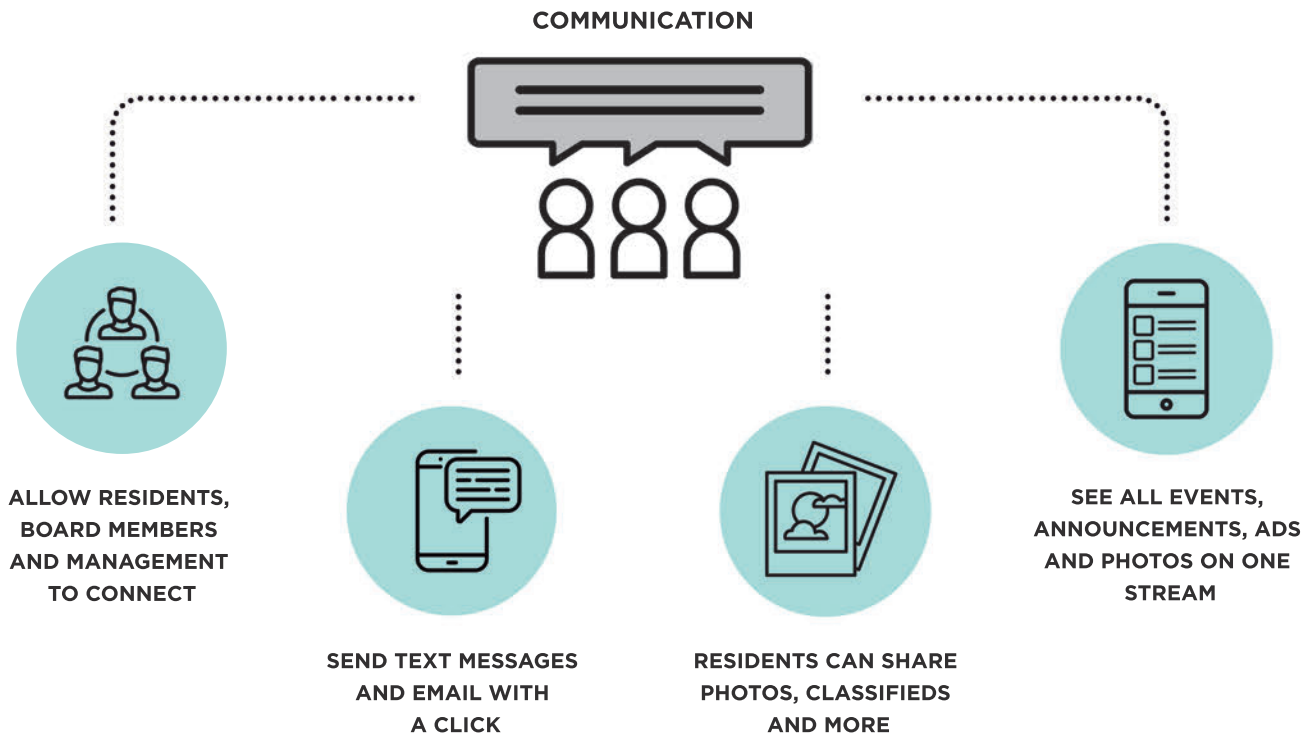 COMMUNICATION
ALLOW RESIDENTS,
BOARD MEMBERS
AND MANAGEMENT
TO CONNECT
SEND TEXT MESSAGES
AND EMAIL WITH
A CLICK
RESIDENTS CAN SHARE
PHOTOS, CLASSIFIEDS
AND MORE
SEE ALL EVENTS,
ANNOUNCEMENTS, ADS
AND PHOTOS ON ONE
STREAM